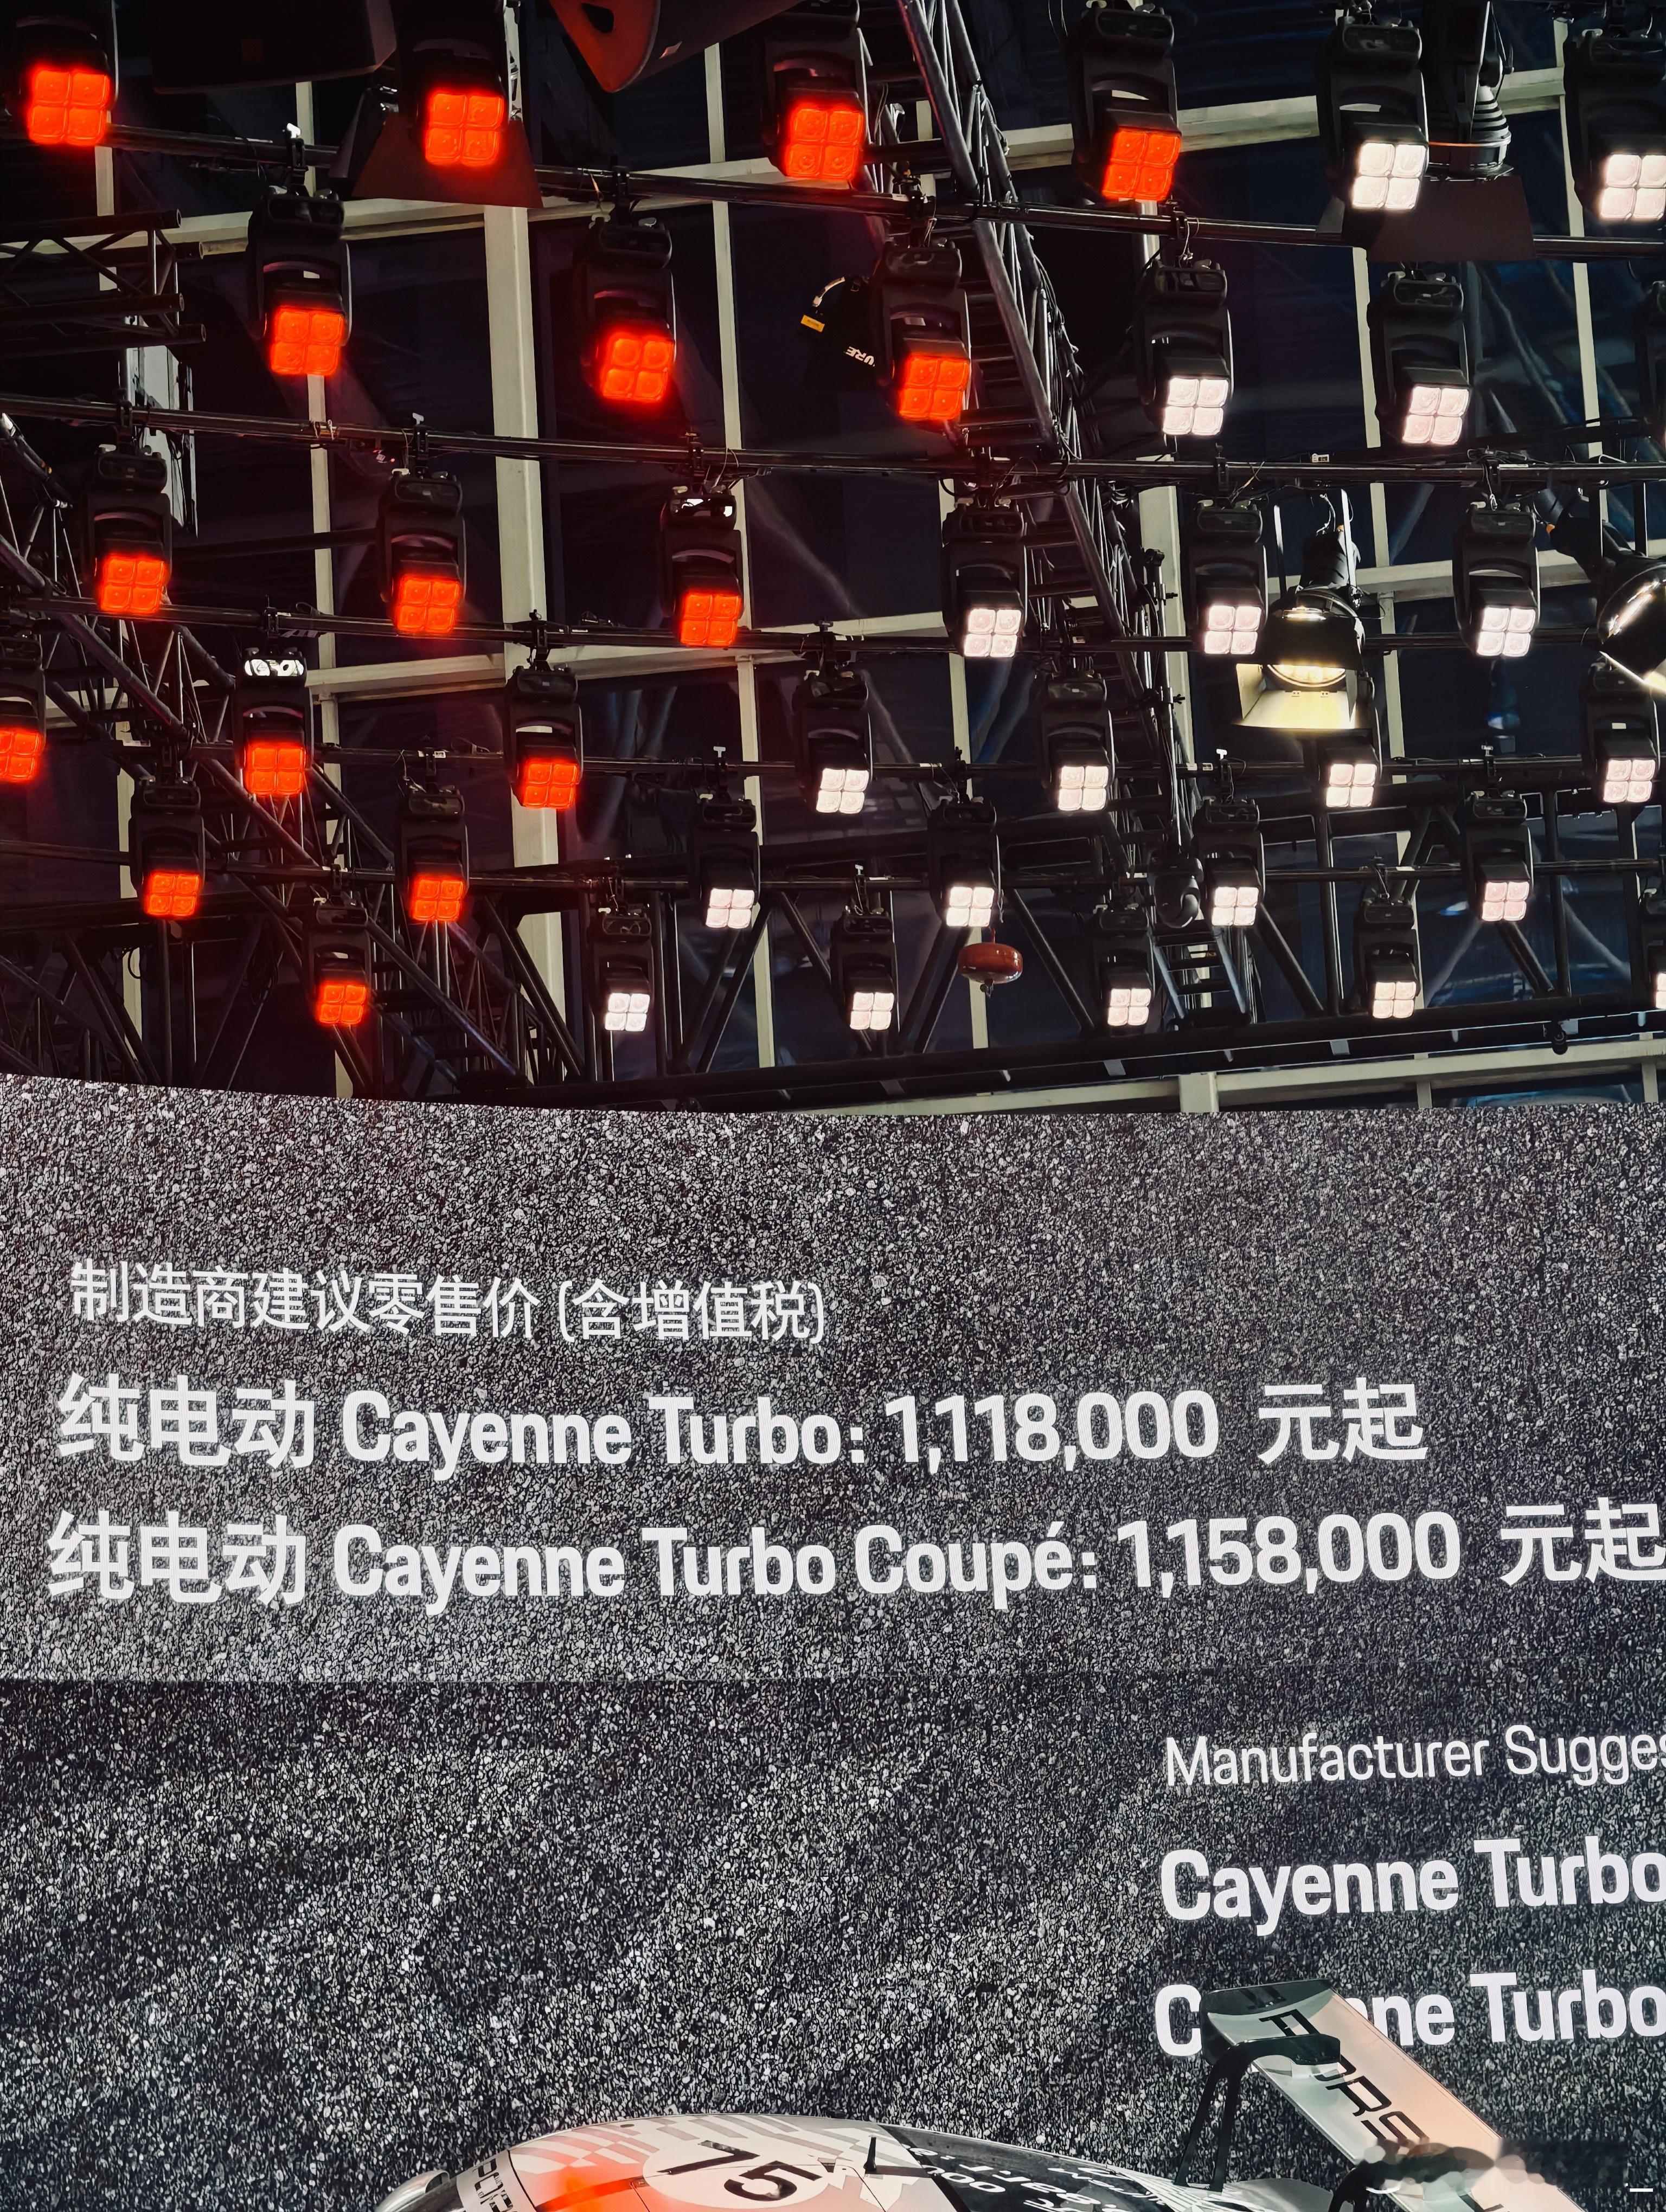 制造商建议零售价 (含增值税)
纯电动 Cayenne Turbo: 1,118,000 元起
纯电动 Cayenne Turbo Coupé: 1,158,000 元起
Manufacturer
Cayenne Turbo
Turbo
75